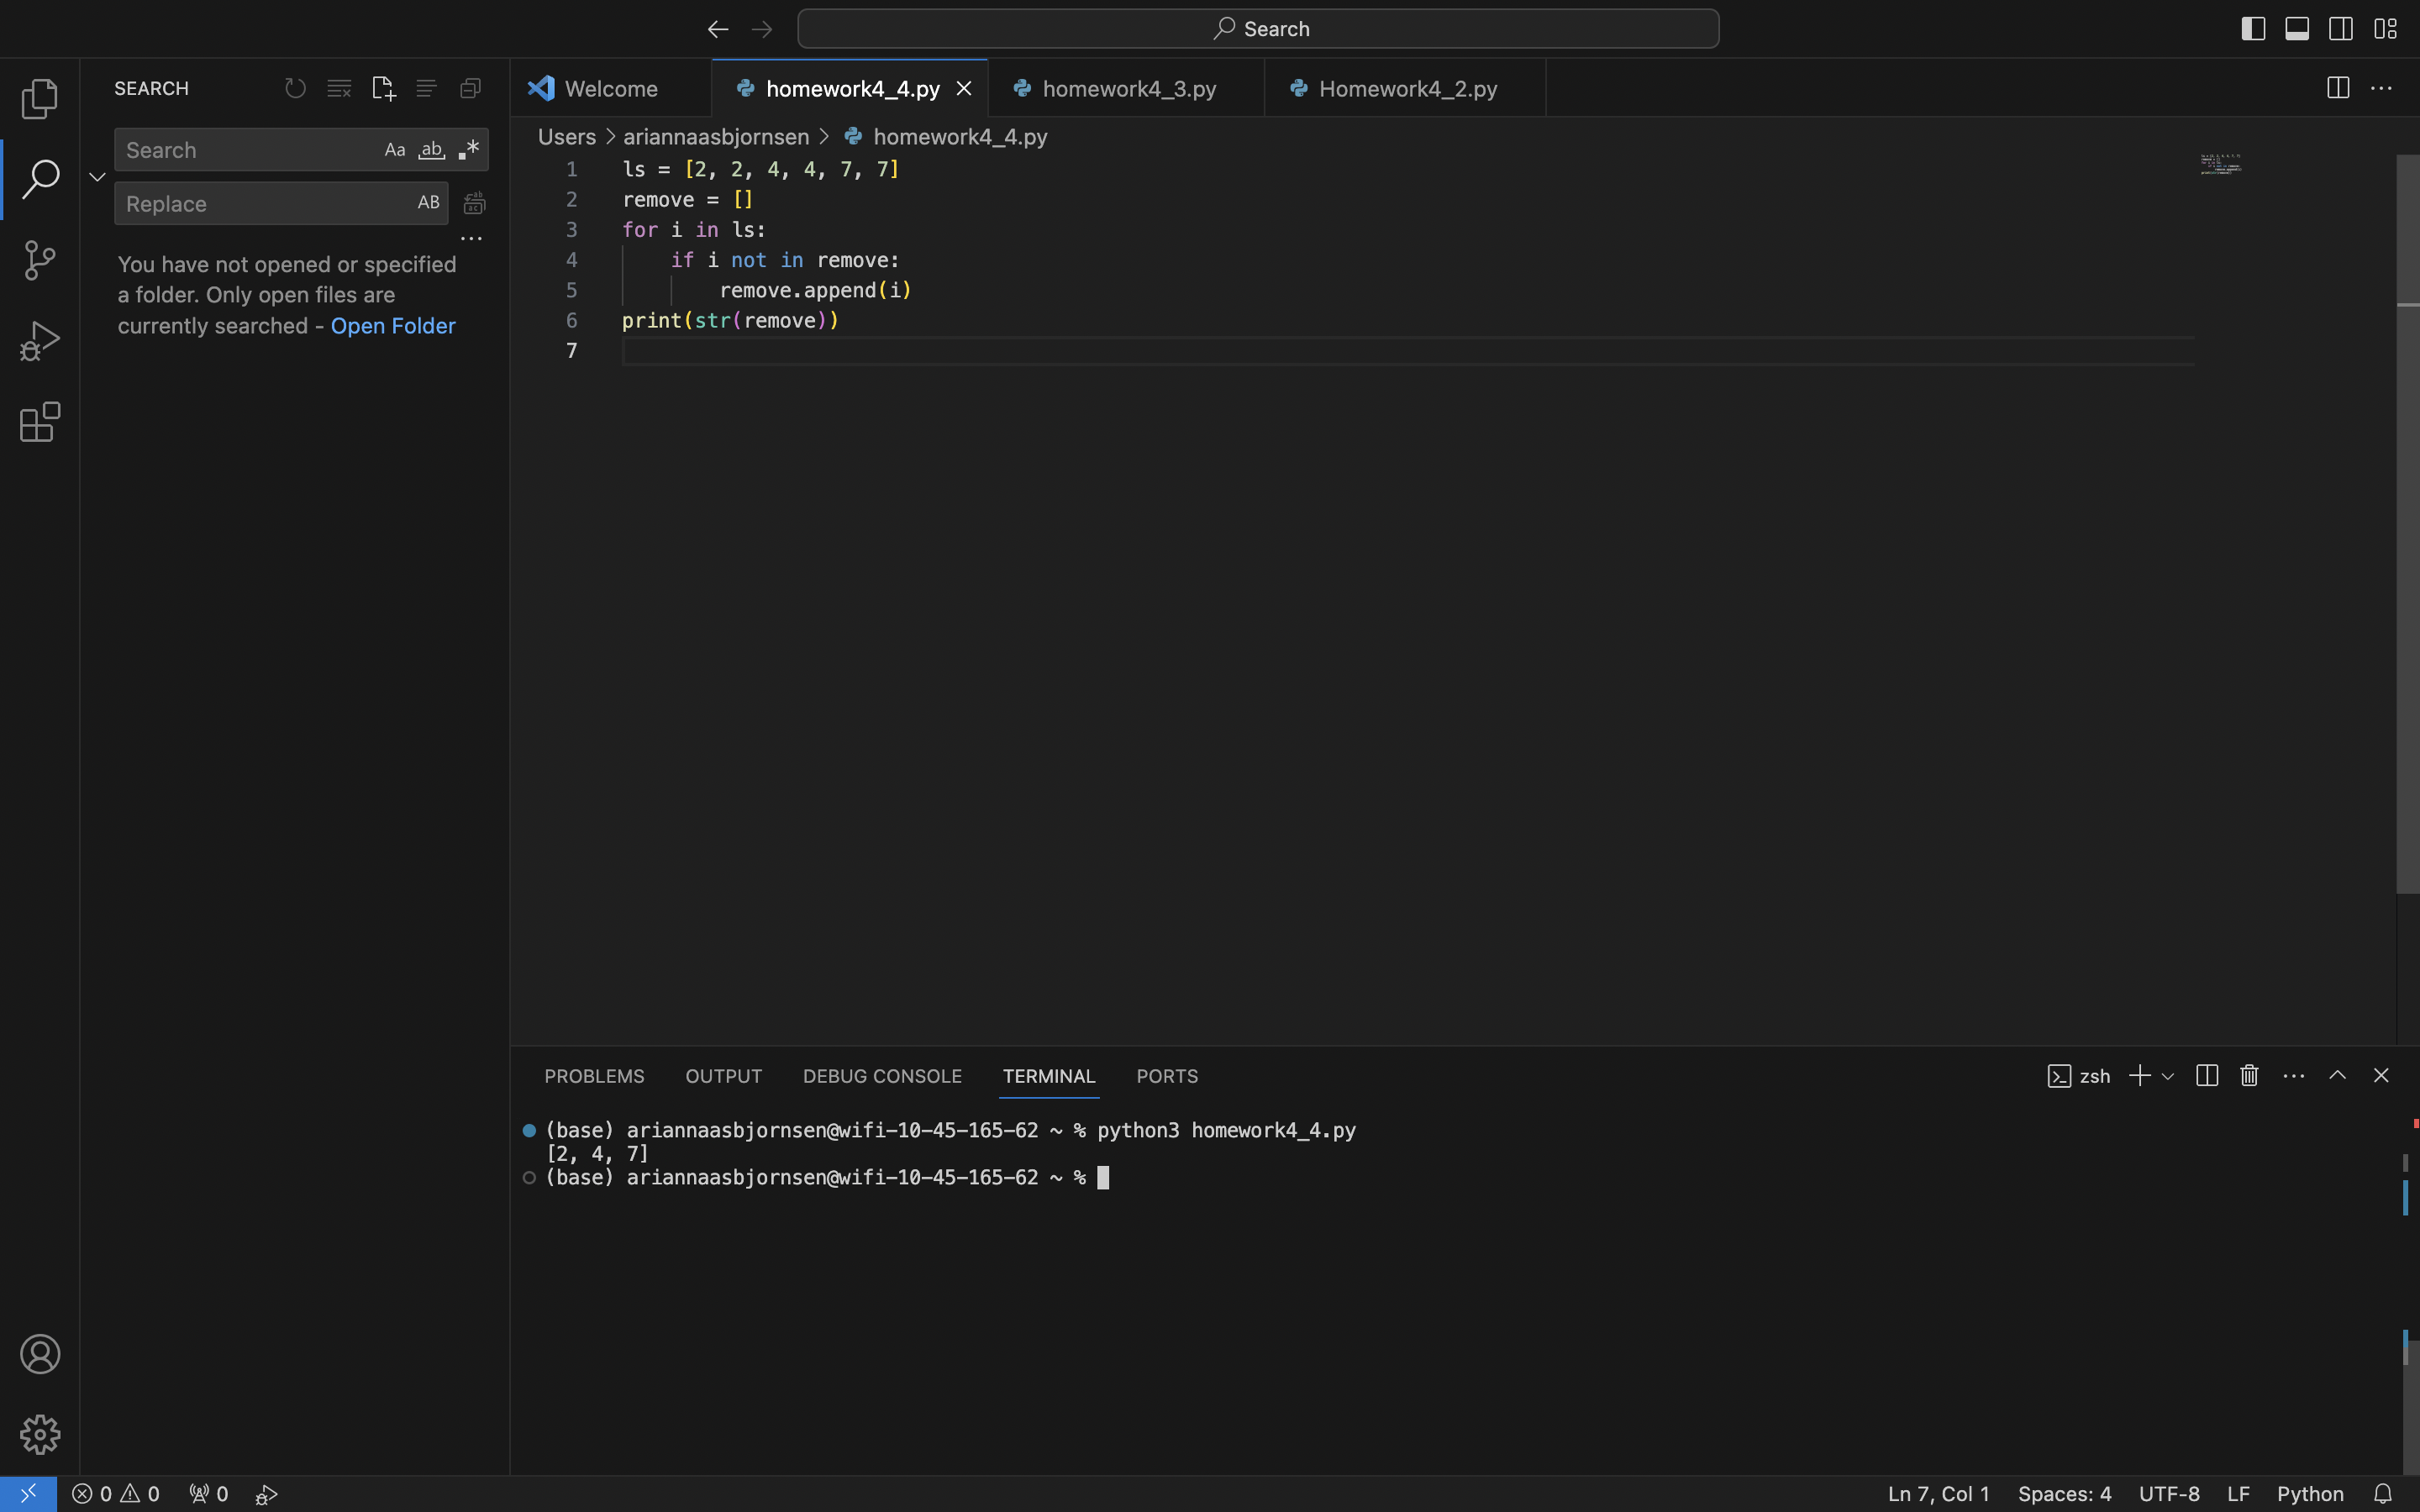 Search
SEARCH
Search Aa ab
Replace AB
You have not opened or specified
a folder. Only open files are
currently searched - Open Folder
Welcome homework4_4.py homework4_3.py Homework4_2.py
Users > ariannaasbjornsen > homework4_4.py
1 ls = [2, 2, 4, 4, 7, 7]
2 remove = []
3 for i in ls:
4     if i not in remove:
5         remove.append(i)
6 print(str(remove))
7
PROBLEMS OUTPUT DEBUG CONSOLE TERMINAL PORTS
zsh
(base) ariannaasbjornsen@wifi-10-45-165-62 ~ % python3 homework4_4.py
[2, 4, 7]
(base) ariannaasbjornsen@wifi-10-45-165-62 ~ %
0 0 0
Ln 7, Col 1 Spaces: 4 UTF-8 LF Python